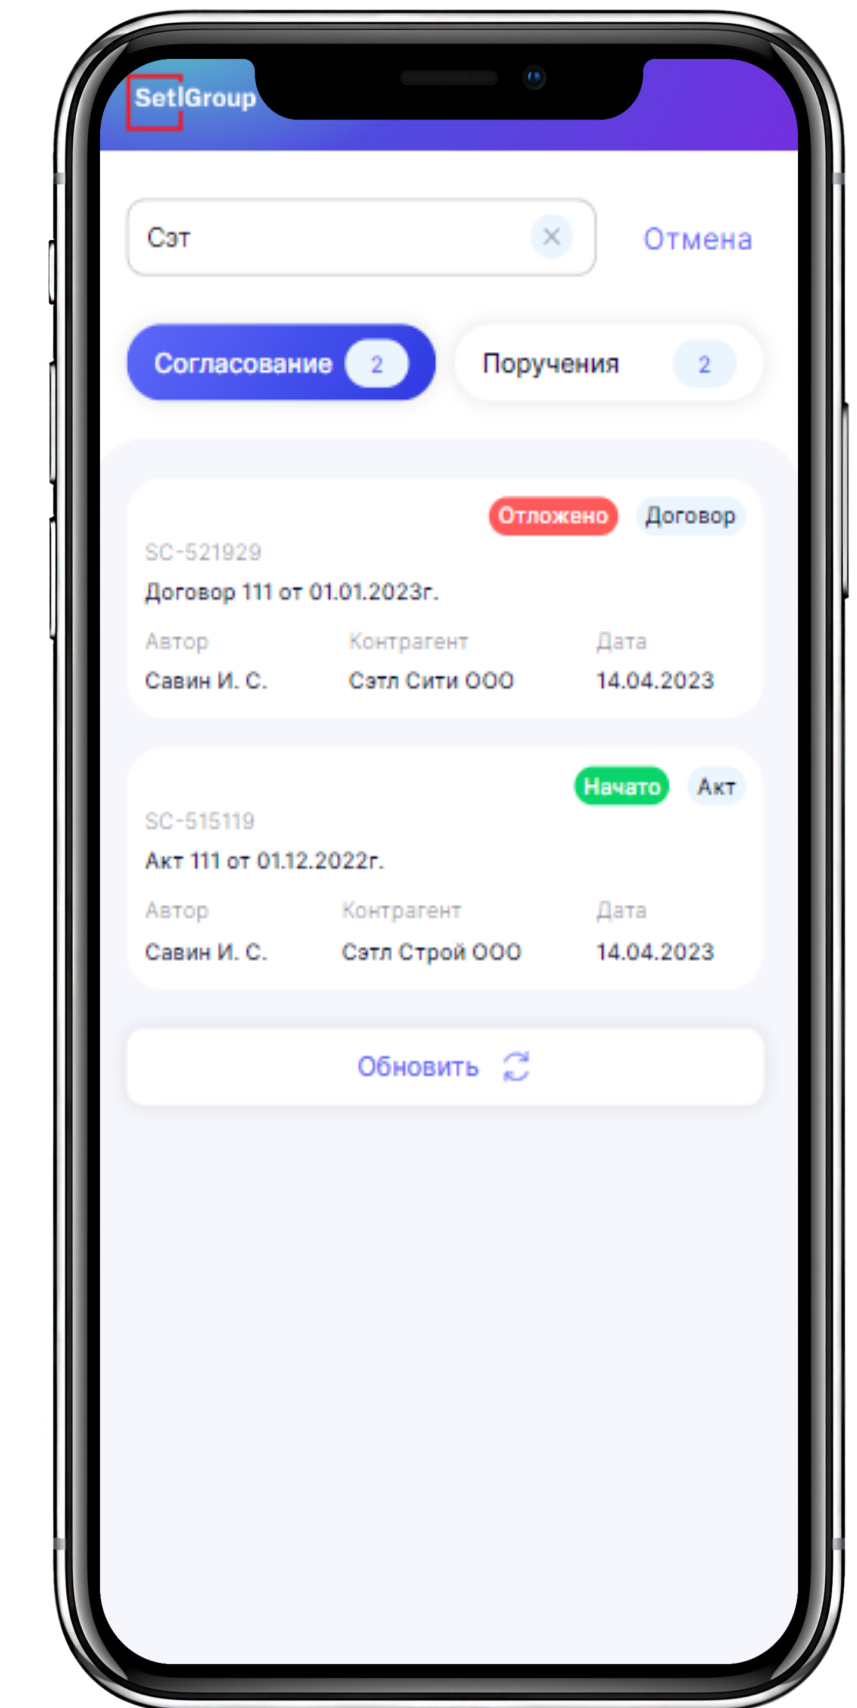 Setl Group
Сэт
Отмена
Согласование 2
Поручения 2
Отложено Договор
SC-521929
Договор 111 от 01.01.2023г.
Автор Контрагент Дата
Савин И. С. Сэтл Сити ООО 14.04.2023
Начато Акт
SC-515119
Акт 111 от 01.12.2022г.
Автор Контрагент Дата
Савин И. С. Сэтл Строй ООО 14.04.2023
Обновить